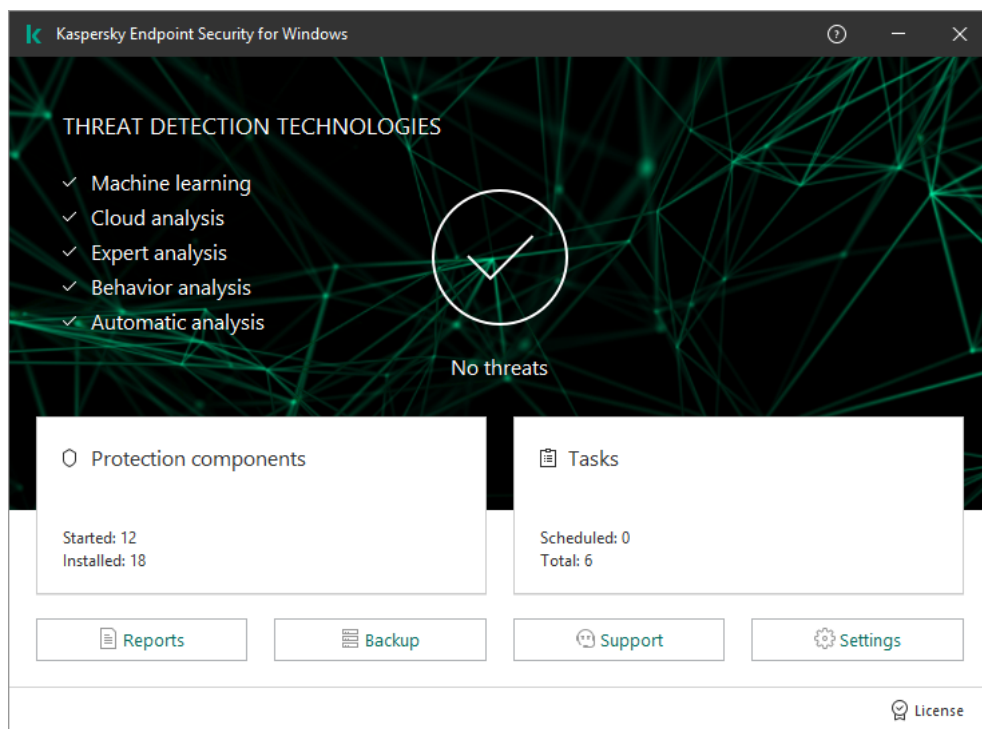 Kaspersky Endpoint Security for Windows
THREAT DETECTION TECHNOLOGIES
Machine learning
Cloud analysis
Expert analysis
Behavior analysis
Automatic analysis
No threats
Protection components
Started: 12
Installed: 18
Tasks
Scheduled: 0
Total: 6
Reports
Backup
Support
Settings
License